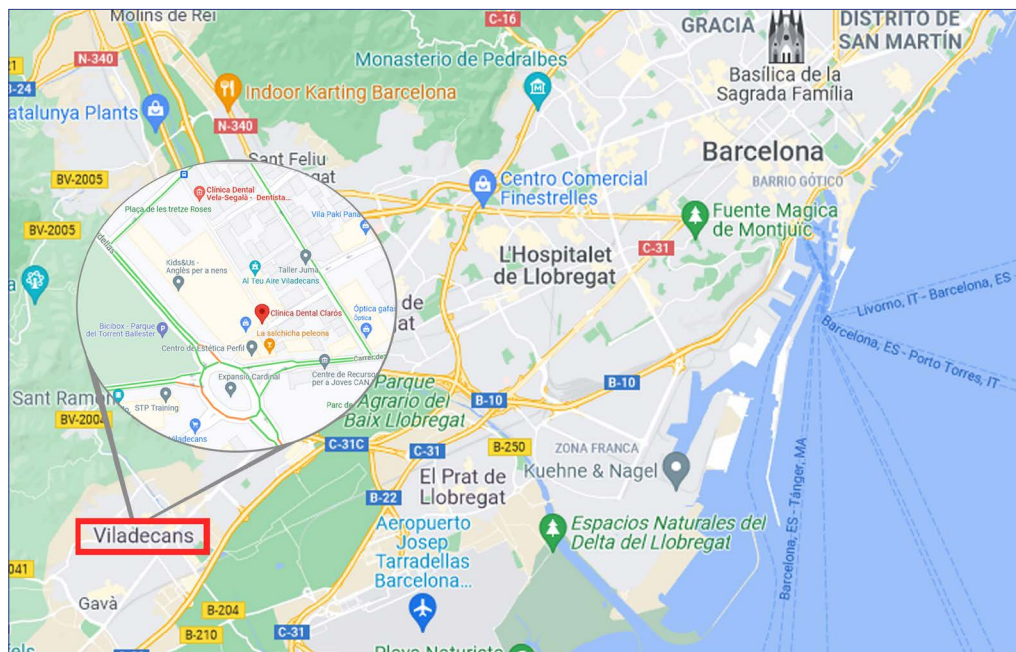 Molins de Rei
C-16
GRACIA
DISTRITO DE
SAN MARTÍN
N-340
Monasterio de Pedralbes
Basílica de la
Sagrada Família
Indoor Karting Barcelona
atalunya Plants
N-340
Barcelona
Sant Feliu
BARRIO GÓTICO
BV-2005
Centro Comercial
Finestrelles
Clínica Dental
Vela-Segalà - Dentista...
Plaça de les tretze Roses
Vila Paki Pana
Fuente Magica
de Montjuïc
BV-2005
C-31
L'Hospitalet
de Llobregat
Kids&Us -
Anglès per a nens
Taller Juma
Al Teu Aire Viladecans
Livorno, IT - Barcelona, ES
Clínica Dental Clarós
Óptica gafas
Óptica
de
Bicibox - Parque
del Torrent Ballester
La salchicha peleona
Centro de Estética Perfil
Barcelona, ES - Porto Torres, IT
Centre de Recursos
per a Joves CAN
Expansió Cardinal
B-10
Parque
Agrario del
Baix Llobregat
Sant Ramon
STP Training
Parc de
B-10
BV-2004
Viladecans
C-31C
C-31
B-250
ZONA FRANCA
Kuehne & Nagel
El Prat de
Llobregat
B-22
Barcelona, ES - Tánger, MA
Viladecans
Aeropuerto
Josep
Tarradellas
Barcelona...
Espacios Naturales del
Delta del Llobregat
Gavà
B-204
B-210
C-31